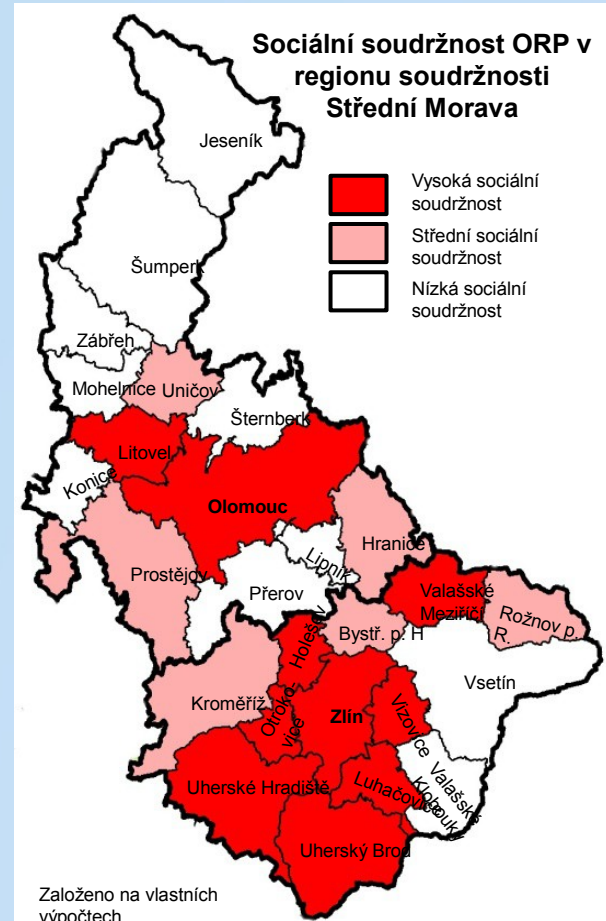 Sociální soudržnost ORP v
regionu soudržnosti
Střední Morava
Vysoká sociální
soudržnost
Střední sociální
soudržnost
Nízká sociální
soudržnost
Jeseník
Šumperk
Zábřeh
Mohelnice
Uničov
Šternberk
Litovel
Konice
Olomouc
Hranice
Lipník
Prostějov
Přerov
Valašské
Meziříčí
Rožnov p.
R.
Holešov
Bystř. p. H
Vsetín
Kroměříž
Otroko-
vice
Zlín
Vizovice
Valašské
Klobouky
Uherské Hradiště
Luhačovice
Uherský Brod
Založeno na vlastních
výpočtech